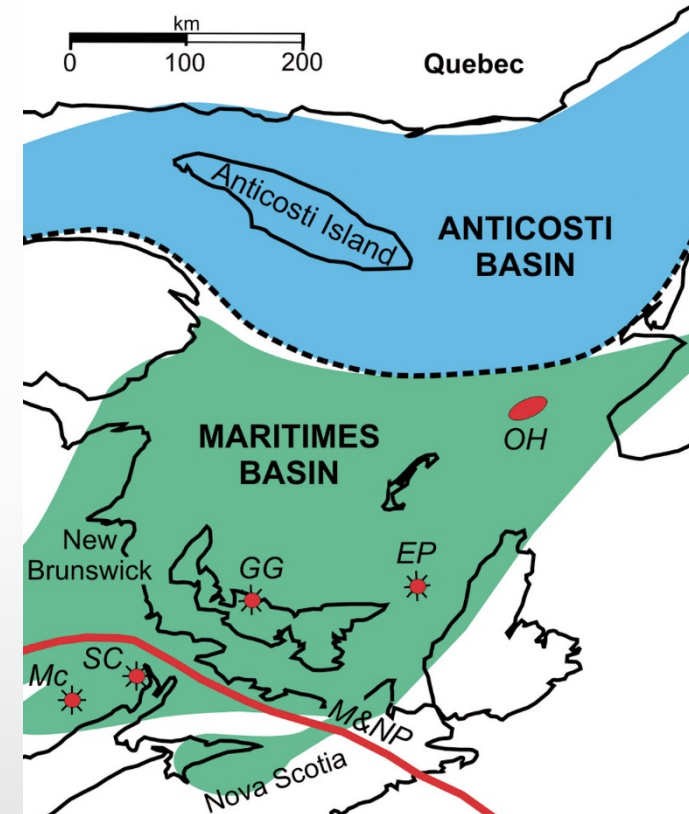 km
0 100 200
Quebec
Anticosti Island
ANTICOSTI
BASIN
OH
MARITIMES
BASIN
New
Brunswick
GG
EP
SC
Mc
M&NP
Nova Scotia